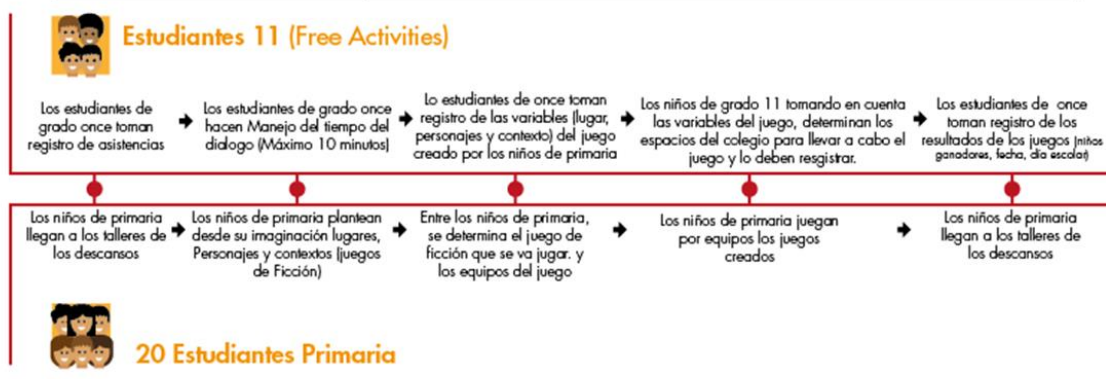 Estudiantes 11 (Free Activities)
Los estudiantes de
grado once toman
registro de asistencias
Los estudiantes de grado once
hacen Manejo del tiempo del
dialogo (Máximo 10 minutos)
Lo estudiantes de once toman
registro de las variables (lugar,
personajes y contexto) del juego
creado por los niños de primaria
Los niños de grado 11 tomando en cuenta
las variables del juego, determinan los
espacios del colegio para llevar a cabo el
juego y lo deben resgistrar.
Los estudiantes de once
toman registro de los
resultados de los juegos (niños
ganadores, fecha, día escolar)
Los niños de primaria
llegan a los talleres de
los descansos
Los niños de primaria plantean
desde su imaginación lugares,
Personajes y contextos (juegos
de Ficción)
Entre los niños de primaria,
se determina el juego de
ficción que se va jugar. y
los equipos del juego
Los niños de primaria juegan
por equipos los juegos
creados
Los niños de primaria
llegan a los talleres de
los descansos
20 Estudiantes Primaria